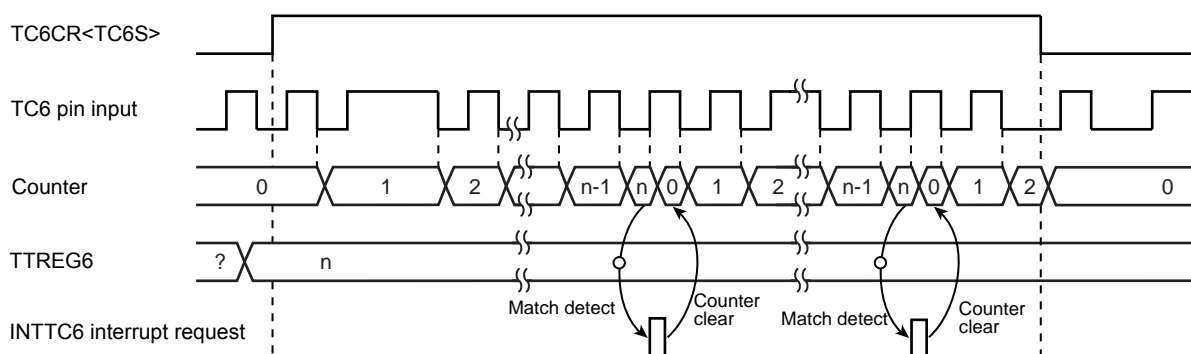 TC6CR<TC6S>
TC6 pin input
Counter
0 1 2 n-1 n 0 1 2 n-1 n 0 1 2 0
TTREG6
? n
Match detect Counter clear Match detect Counter clear
INTTC6 interrupt request